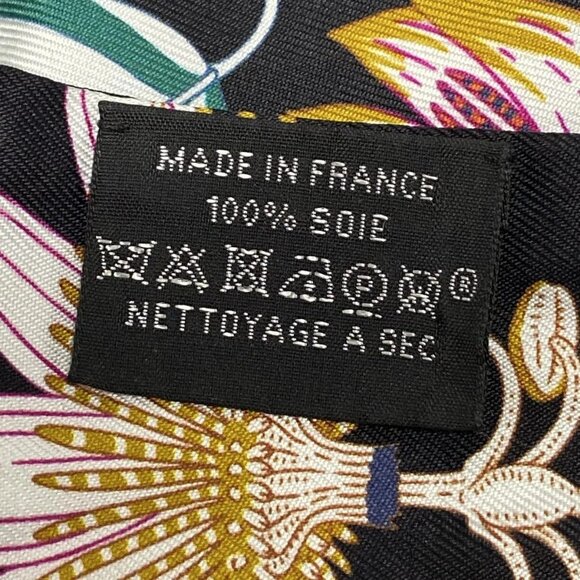 MADE IN FRANCE
100% SOIE
P W ®
NETTOYAGE A SEC